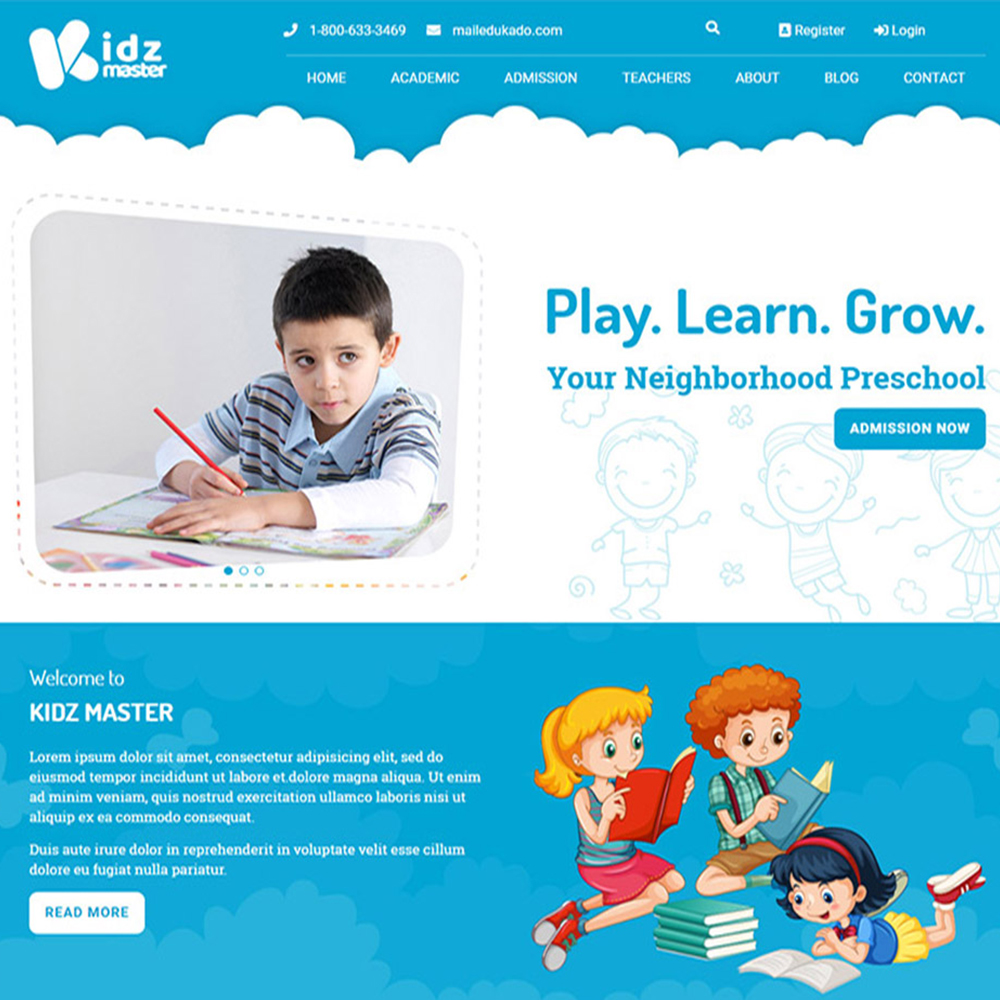 Kidz
master
1-800-633-3469 mailedukado.com Register Login
HOME ACADEMIC ADMISSION TEACHERS ABOUT BLOG CONTACT
Play. Learn. Grow.
Your Neighborhood Preschool
ADMISSION NOW
Welcome to
KIDZ MASTER
Lorem ipsum dolor sit amet, consectetur adipisicing elit, sed do
eiusmod tempor incididunt ut labore et.dolore magna aliqua. Ut enim
ad minim veniam, quis nostrud exercitation ullamco laboris nisi ut
aliquip ex ea commodo consequat.
Duis aute irure dolor in reprehenderit in voluptate velit esse cillum
dolore eu fugiat nulla pariatur.
READ MORE